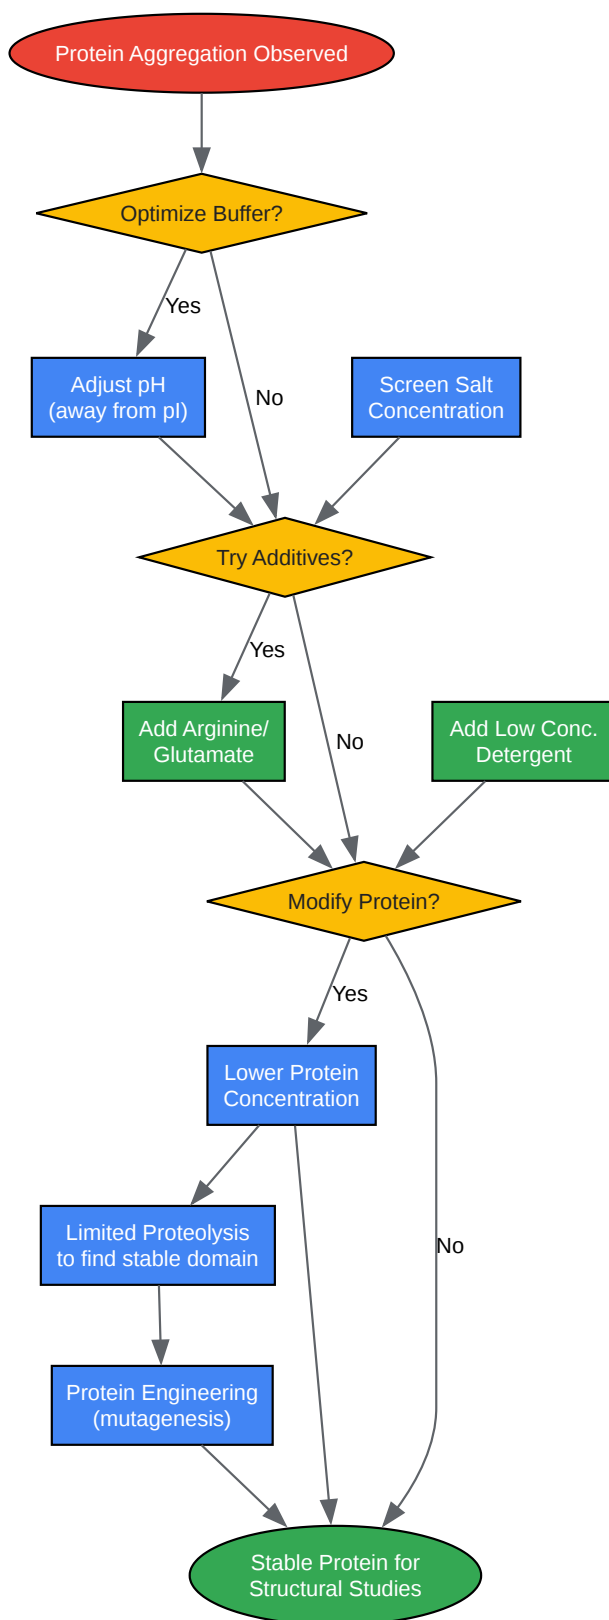 Protein Aggregation Observed
Optimize Buffer?
Yes
No
Adjust pH
(away from pI)
Screen Salt
Concentration
Try Additives?
Yes
No
Add Arginine/
Glutamate
Add Low Conc.
Detergent
Modify Protein?
Yes
No
Lower Protein
Concentration
Limited Proteolysis
to find stable domain
Protein Engineering
(mutagenesis)
Stable Protein for
Structural Studies